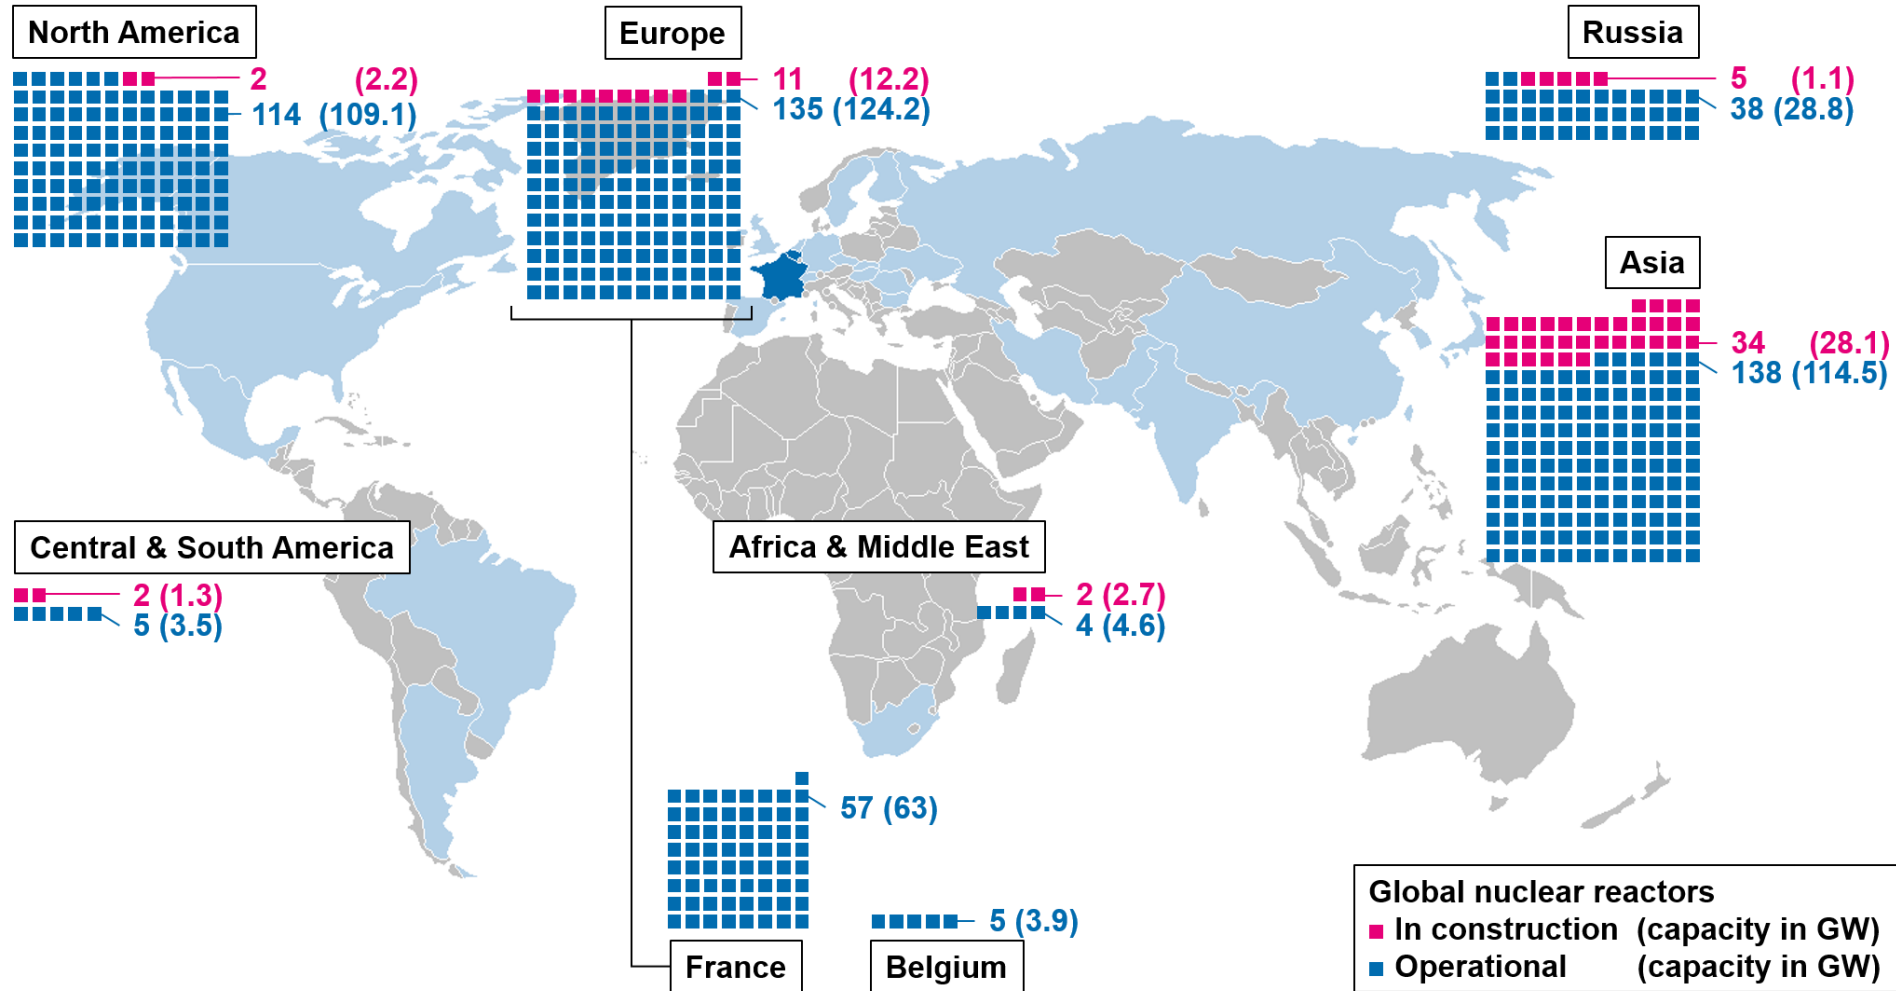 North America
2 (2.2)
114 (109.1)
Europe
11 (12.2)
135 (124.2)
Russia
5 (1.1)
38 (28.8)
Asia
34 (28.1)
138 (114.5)
Central & South America
2 (1.3)
5 (3.5)
Africa & Middle East
2 (2.7)
4 (4.6)
57 (63)
France
5 (3.9)
Belgium
Global nuclear reactors
In construction (capacity in GW)
Operational (capacity in GW)